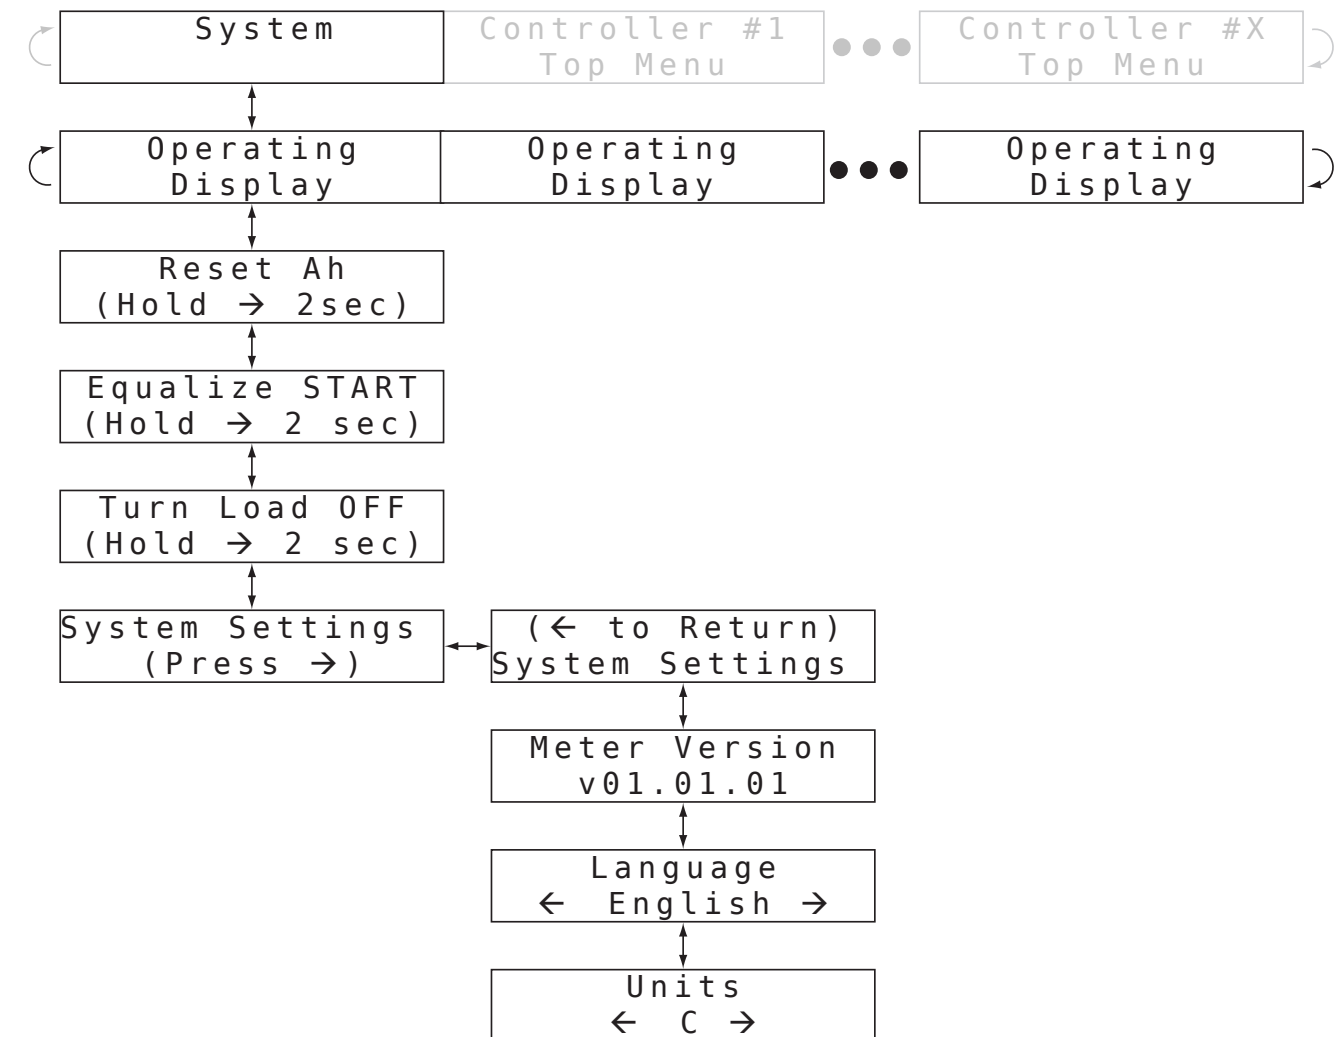 System
Controller #1
Top Menu
Controller #X
Top Menu
Operating
Display
Operating
Display
Operating
Display
Reset Ah
(Hold → 2sec)
Equalize START
(Hold → 2 sec)
Turn Load OFF
(Hold → 2 sec)
System Settings
(Press →)
(← to Return)
System Settings
Meter Version
v01.01.01
Language
← English →
Units
← C →